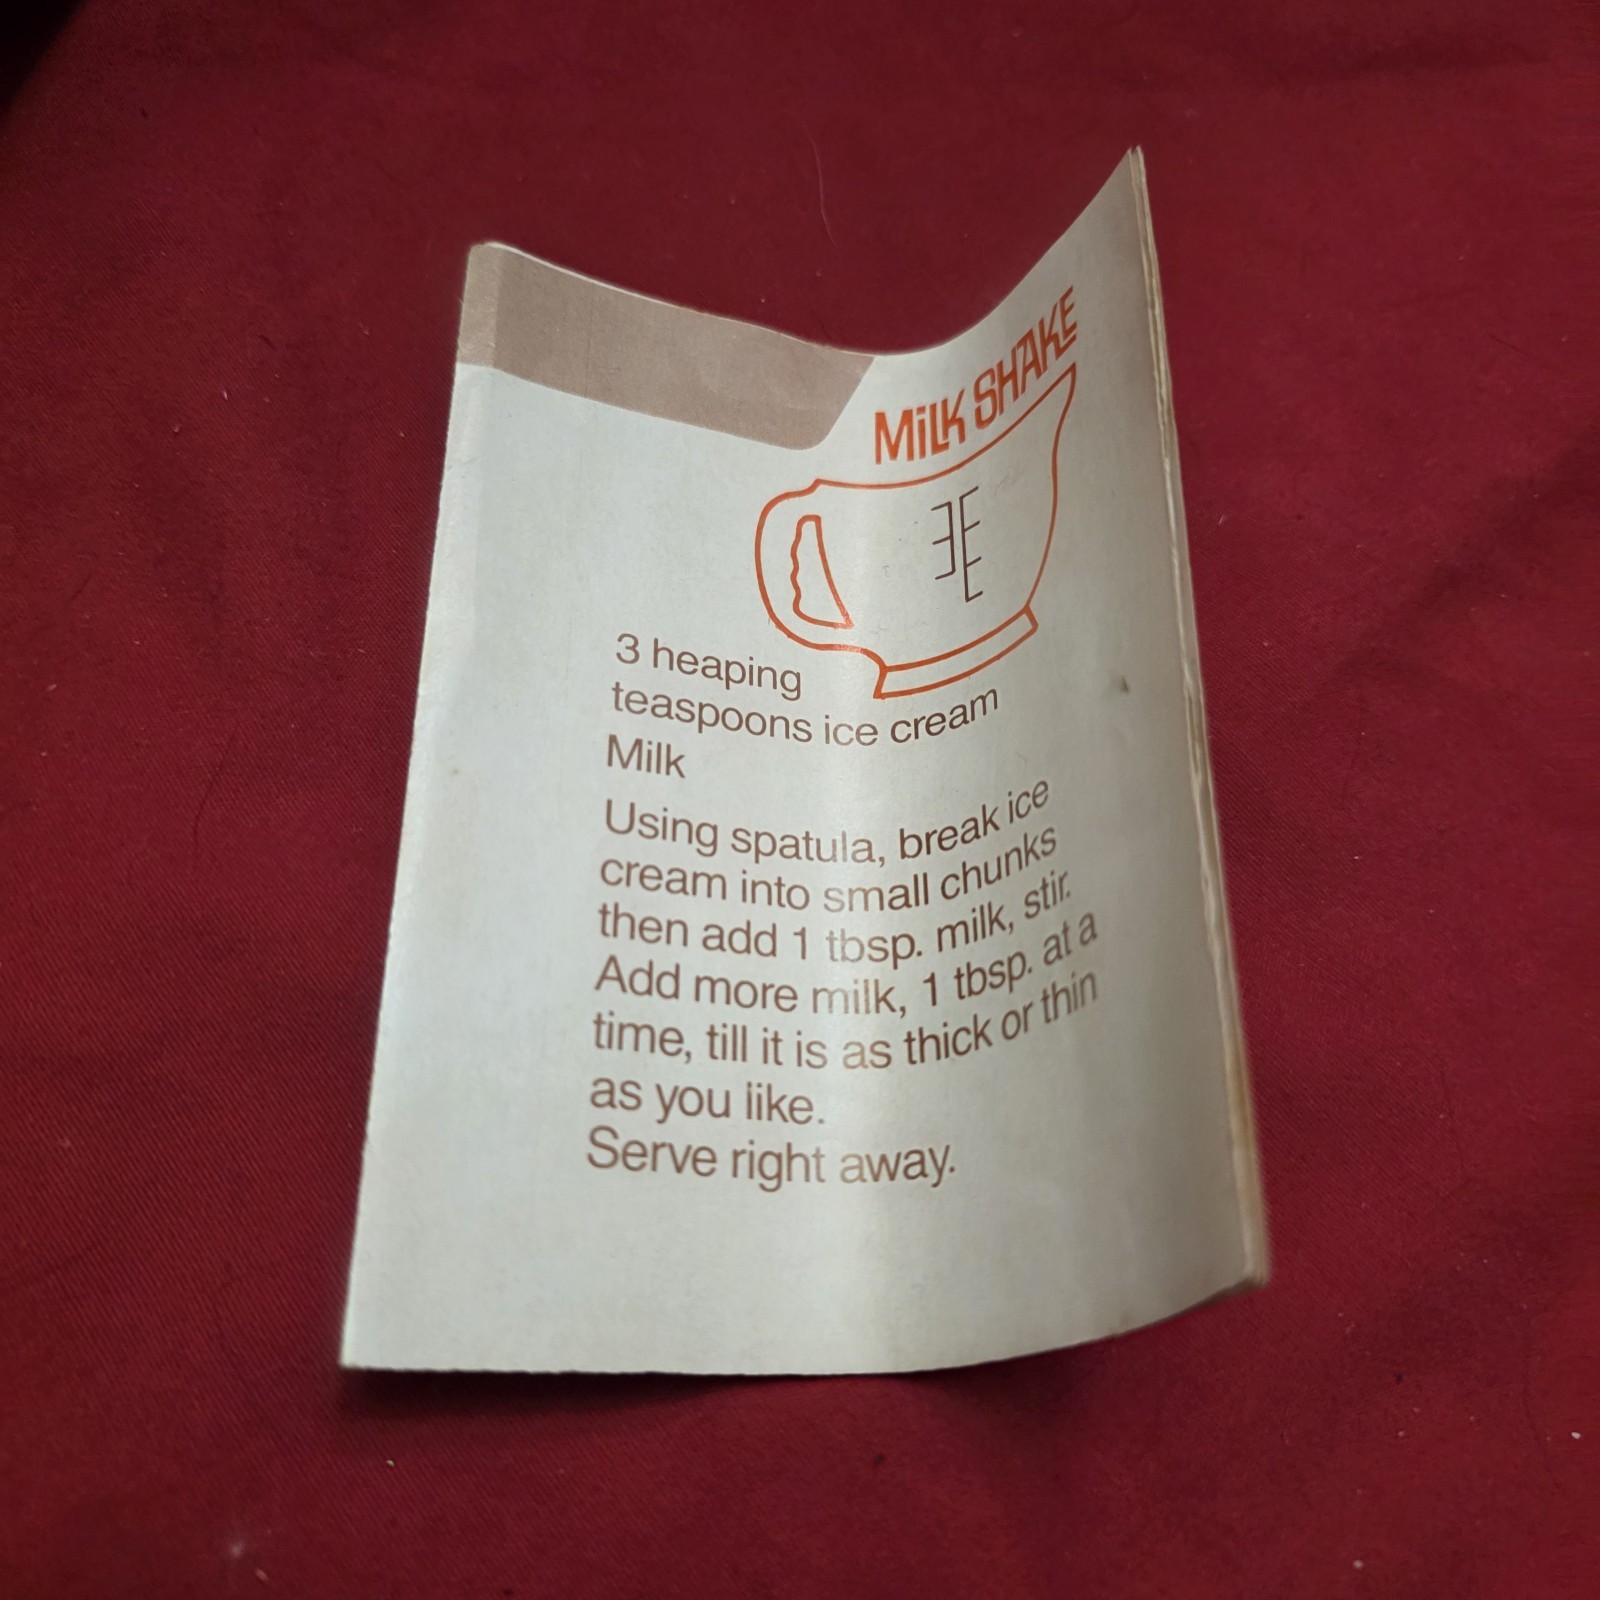 MiLK SHAKE
3 heaping
teaspoons ice cream
Milk
Using spatula, break ice
cream into small chunks
then add 1 tbsp. milk, stir.
Add more milk, 1 tbsp. at a
time, till it is as thick or thin
as you like.
Serve right away.